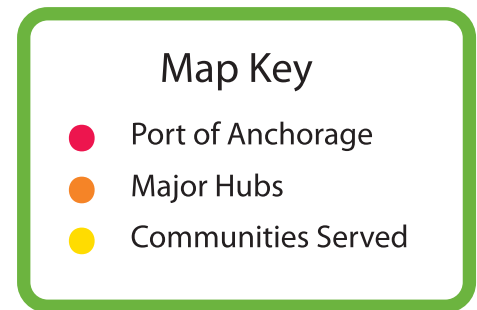 Map Key
Port of Anchorage
Major Hubs
Communities Served